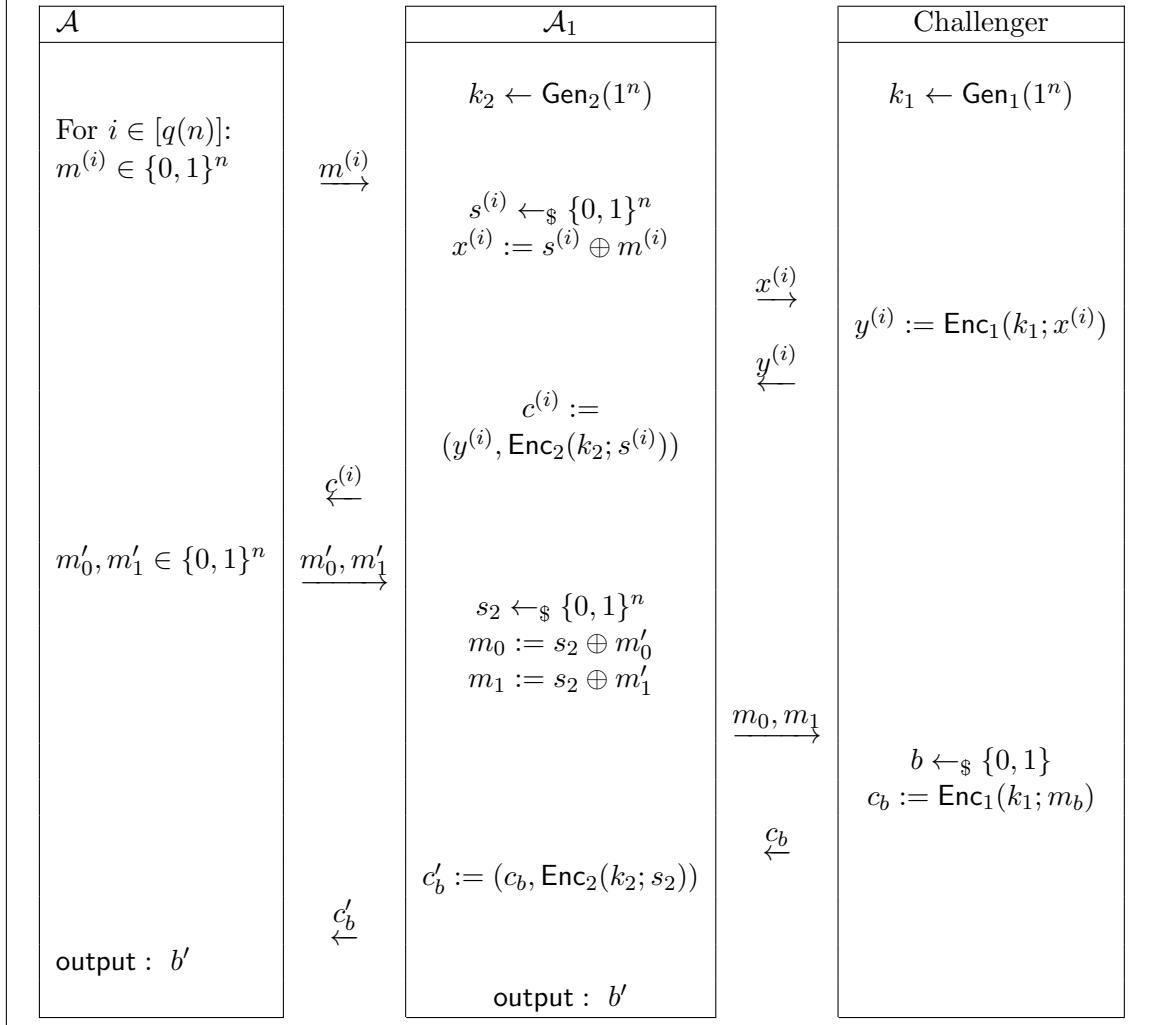 𝒜 𝒜₁ Challenger
k₂ ← Gen₂(1ⁿ) k₁ ← Gen₁(1ⁿ)
For i ∈ [q(n)]:
m⁽ⁱ⁾ ∈ {0, 1}ⁿ m⁽ⁱ⁾ →
s⁽ⁱ⁾ ←$ {0, 1}ⁿ
x⁽ⁱ⁾ := s⁽ⁱ⁾ ⊕ m⁽ⁱ⁾
x⁽ⁱ⁾ →
y⁽ⁱ⁾ := Enc₁(k₁; x⁽ⁱ⁾)
y⁽ⁱ⁾ ←
c⁽ⁱ⁾ :=
(y⁽ⁱ⁾, Enc₂(k₂; s⁽ⁱ⁾))
c⁽ⁱ⁾ ←
m′₀, m′₁ ∈ {0, 1}ⁿ m′₀, m′₁ →
s₂ ←$ {0, 1}ⁿ
m₀ := s₂ ⊕ m′₀
m₁ := s₂ ⊕ m′₁
m₀, m₁ →
b ←$ {0, 1}
c_b := Enc₁(k₁; m_b)
c_b ←
c′_b := (c_b, Enc₂(k₂; s₂))
c′_b ←
output : b′
output : b′